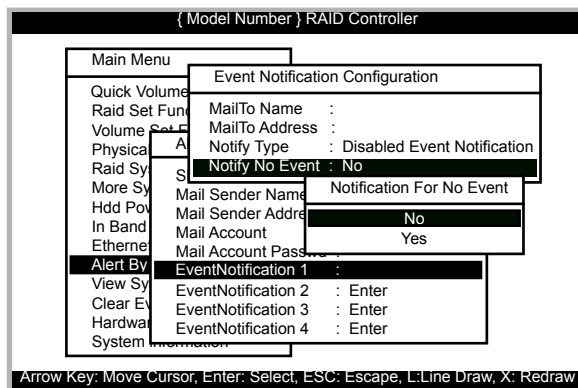 { Model Number } RAID Controller
Main Menu
Quick Volume
Raid Set Func
Volume Set F
Physical
Raid Sy
More Sy
Hdd Pow
In Band
Etherne
Alert By
View Sy
Clear Ev
Hardwar
System Information
Event Notification Configuration
MailTo Name :
MailTo Address :
Notify Type : Disabled Event Notification
Notify No Event : No
Notification For No Event
No
Yes
A
S
Mail Sender Name
Mail Sender Addre
Mail Account
Mail Account Passwd :
EventNotification 1 :
EventNotification 2 : Enter
EventNotification 3 : Enter
EventNotification 4 : Enter
Arrow Key: Move Cursor, Enter: Select, ESC: Escape, L:Line Draw, X: Redraw